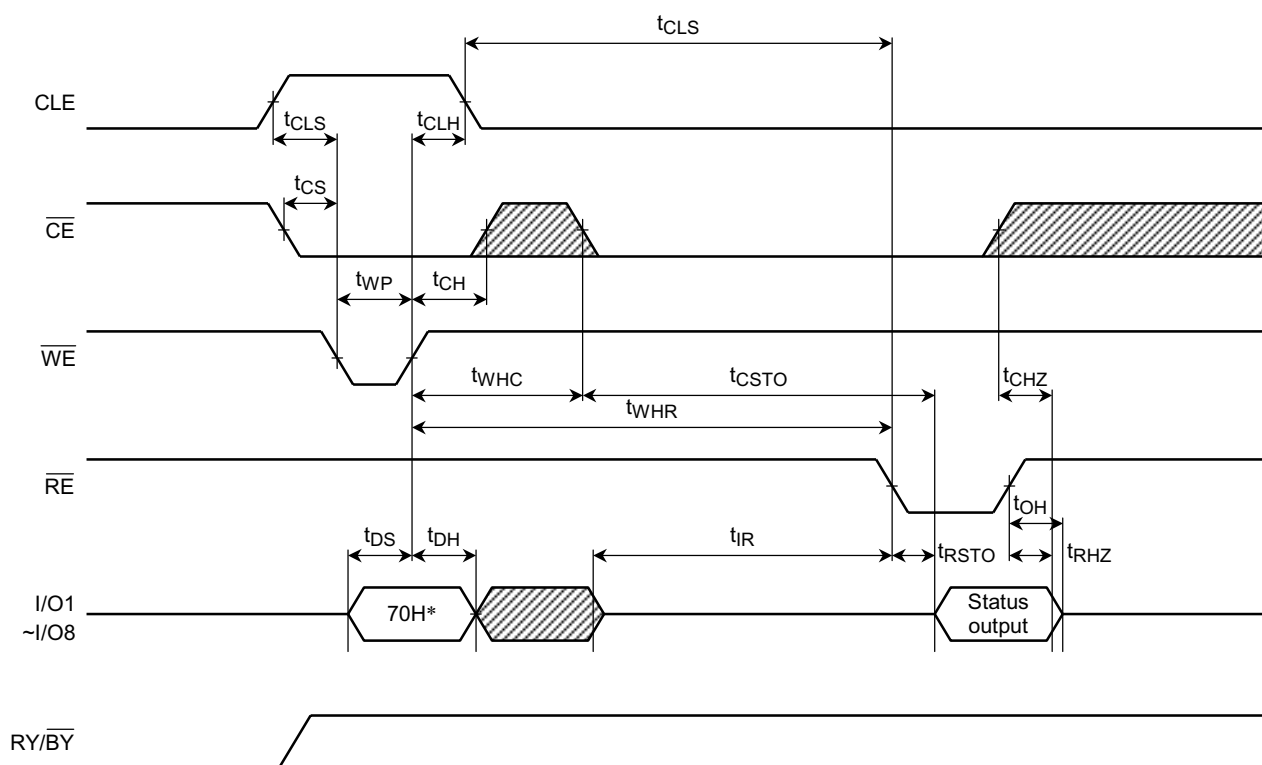 tCLS
CLE
tCLS
tCLH
tCS
CE
tWP
tCH
WE
tWHC
tCSTO
tCHZ
tWHR
RE
tOH
tDS
tDH
tIR
tRSTO
tRHZ
I/O1
~I/O8
70H*
Status
output
RY/BY